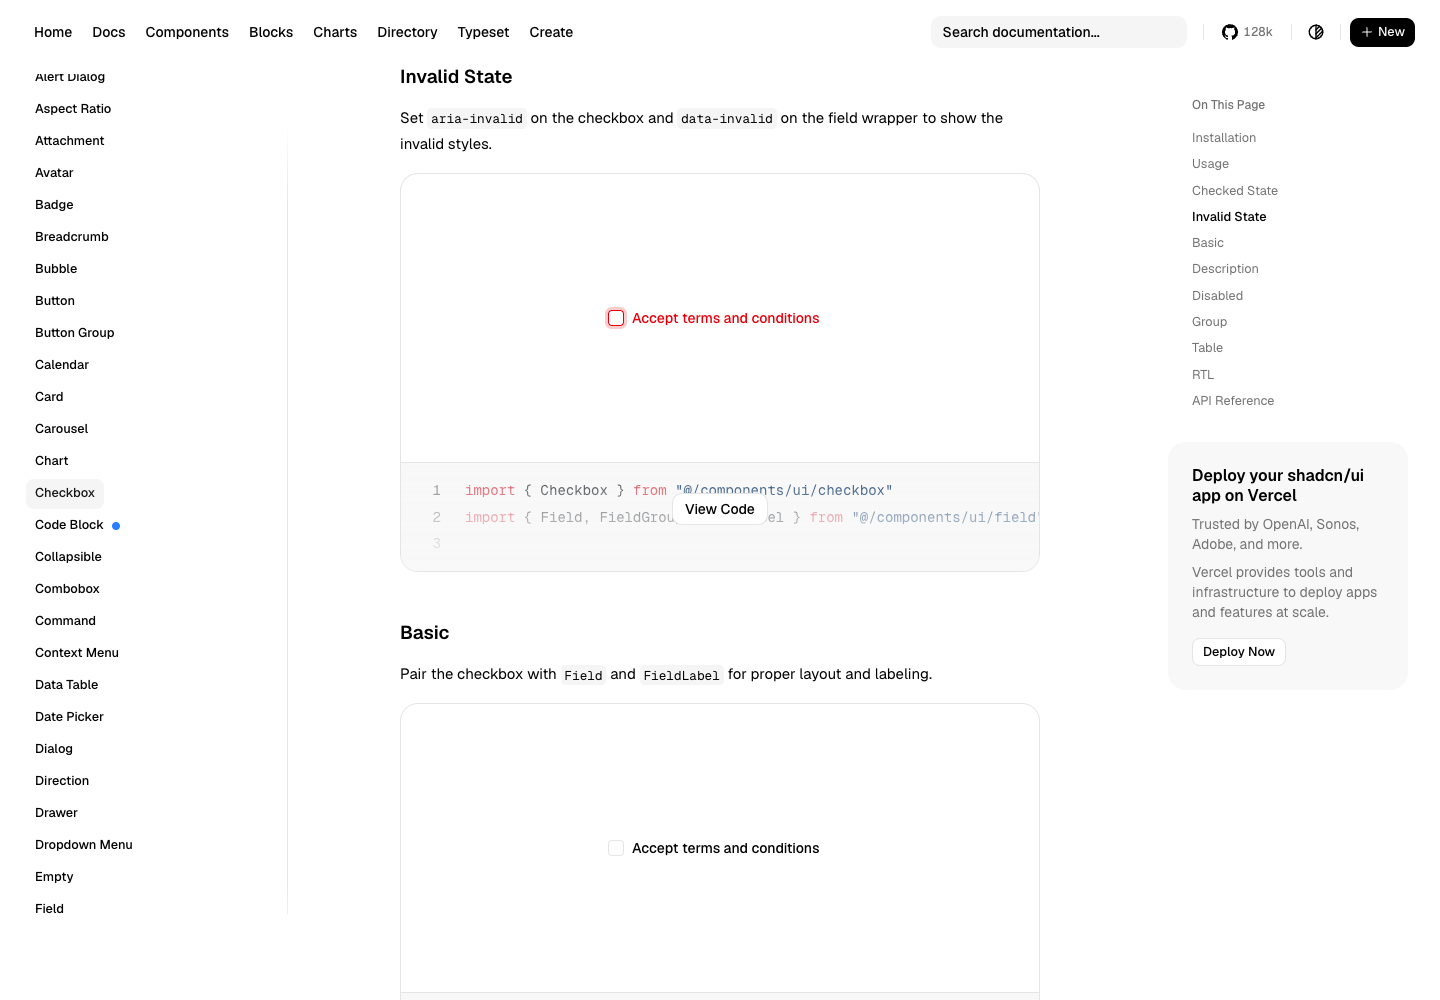 Home Docs Components Blocks Charts Directory Typeset Create
Search documentation...
128k
New
Alert Dialog
Aspect Ratio
Attachment
Avatar
Badge
Breadcrumb
Bubble
Button
Button Group
Calendar
Card
Carousel
Chart
Checkbox
Code Block
Collapsible
Combobox
Command
Context Menu
Data Table
Date Picker
Dialog
Direction
Drawer
Dropdown Menu
Empty
Field
Invalid State
Set aria-invalid on the checkbox and data-invalid on the field wrapper to show the
invalid styles.
Accept terms and conditions
1 import { Checkbox } from "@/components/ui/checkbox"
View Code
2 import { Field, FieldGrou el } from "@/components/ui/field"
3
Basic
Pair the checkbox with Field and FieldLabel for proper layout and labeling.
Accept terms and conditions
On This Page
Installation
Usage
Checked State
Invalid State
Basic
Description
Disabled
Group
Table
RTL
API Reference
Deploy your shadcn/ui
app on Vercel
Trusted by OpenAI, Sonos,
Adobe, and more.
Vercel provides tools and
infrastructure to deploy apps
and features at scale.
Deploy Now